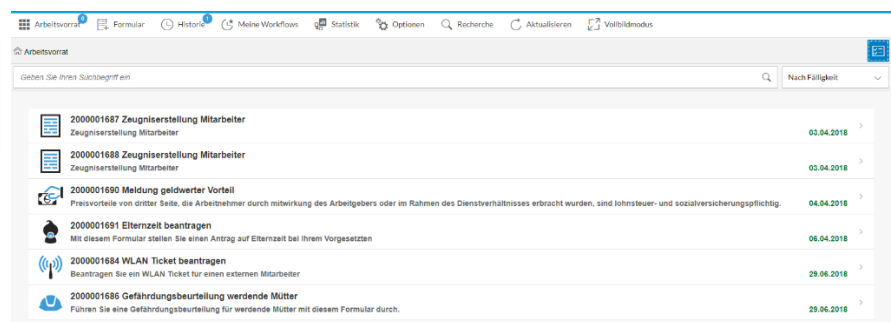 Arbeitsvorrat 6 Formular Historie 1 Meine Workflows Statistik Optionen Recherche Aktualisieren Vollbildmodus
Arbeitsvorrat
Geben Sie Ihren Suchbegriff ein Nach Fälligkeit
2000001687 Zeugniserstellung Mitarbeiter
Zeugniserstellung Mitarbeiter 03.04.2018
2000001688 Zeugniserstellung Mitarbeiter
Zeugniserstellung Mitarbeiter 03.04.2018
2000001690 Meldung geldwerter Vorteil
Preisvorteile von dritter Seite, die Arbeitnehmer durch mitwirkung des Arbeitgebers oder im Rahmen des Dienstverhältnisses erbracht wurden, sind lohnsteuer- und sozialversicherungspflichtig. 04.04.2018
2000001691 Elternzeit beantragen
Mit diesem Formular stellen Sie einen Antrag auf Elternzeit bei Ihrem Vorgesetzten 06.04.2018
2000001684 WLAN Ticket beantragen
Beantragen Sie ein WLAN Ticket für einen externen Mitarbeiter 29.06.2018
2000001686 Gefährdungsbeurteilung werdende Mütter
Führen Sie eine Gefährdungsbeurteilung für werdende Mütter mit diesem Formular durch. 29.06.2018